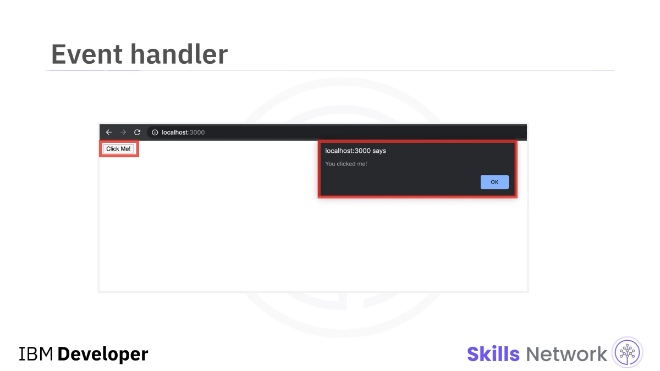 Event handler
localhost:3000
Click Me!
localhost:3000 says
You clicked me!
OK
IBM Developer
Skills Network